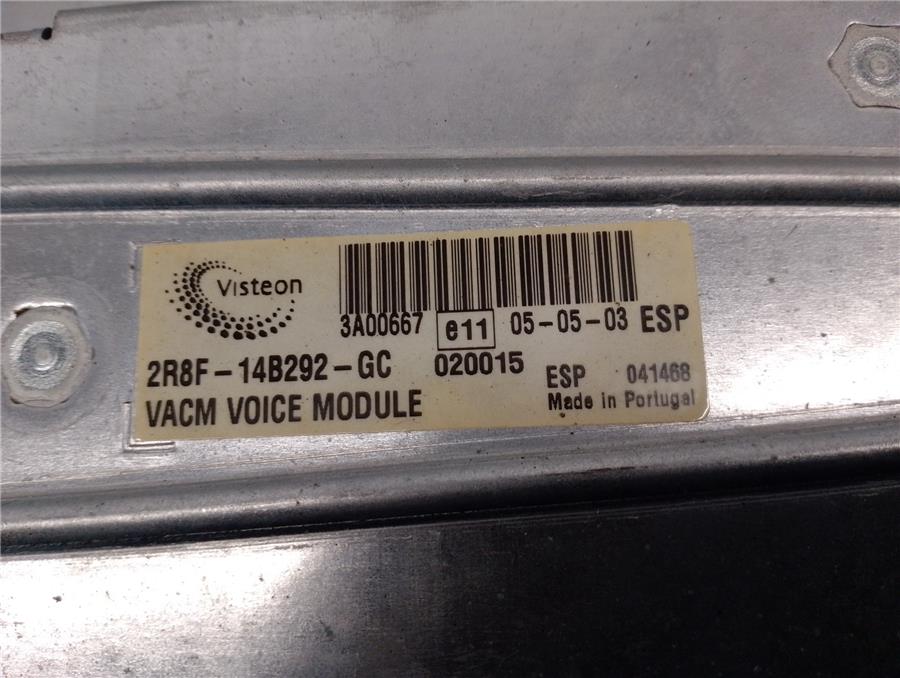 Visteon
3A00667 e11 05-05-03 ESP
2R8F-14B292-GC 020015 ESP 041468
VACM VOICE MODULE Made in Portugal